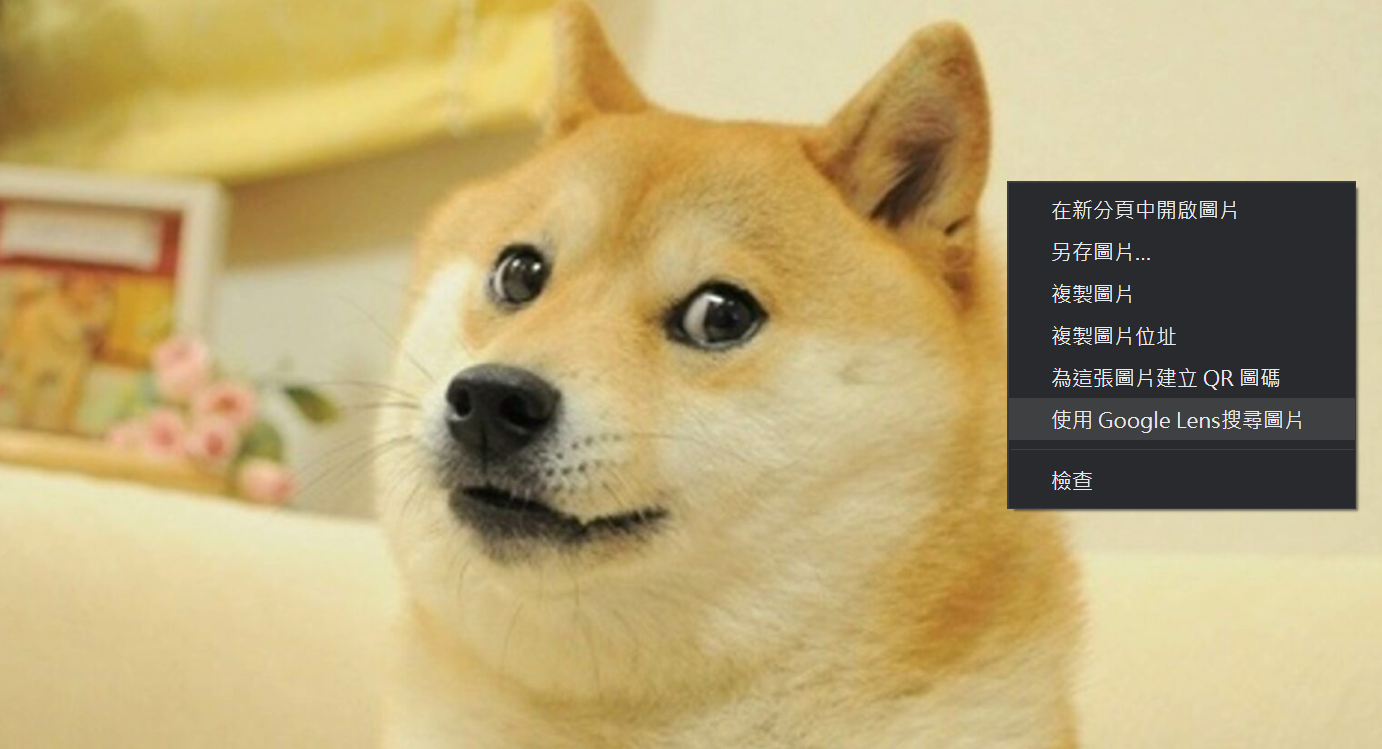 在新分頁中開啟圖片
另存圖片...
複製圖片
複製圖片位址
為這張圖片建立 QR 圖碼
使用 Google Lens搜尋圖片
檢查